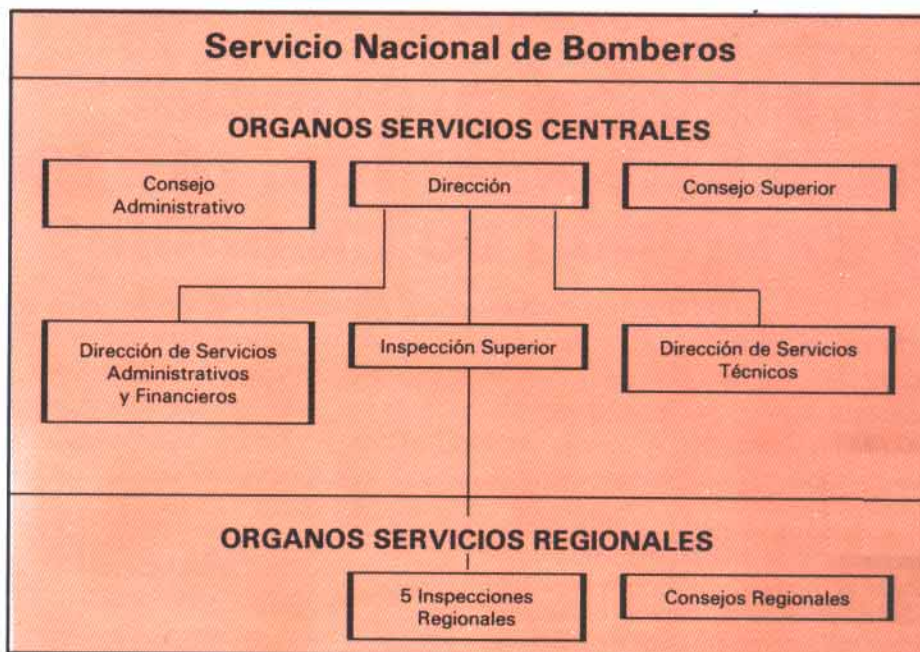 Servicio Nacional de Bomberos
ORGANOS SERVICIOS CENTRALES
Consejo
Administrativo
Dirección
Consejo Superior
Dirección de Servicios
Administrativos
y Financieros
Inspección Superior
Dirección de Servicios
Técnicos
ORGANOS SERVICIOS REGIONALES
5 Inspecciones
Regionales
Consejos Regionales